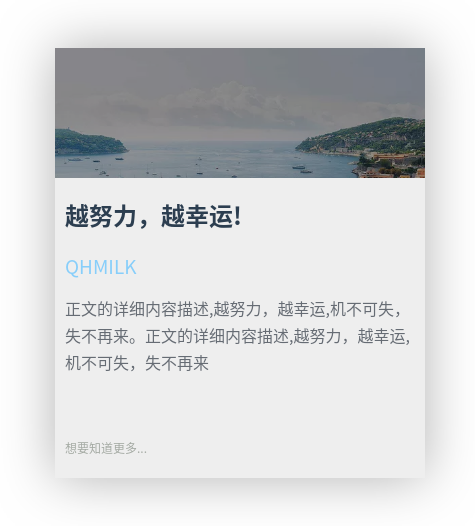 越努力，越幸运!
QHMILK
正文的详细内容描述,越努力，越幸运,机不可失，
失不再来。正文的详细内容描述,越努力，越幸运,
机不可失，失不再来
想要知道更多...